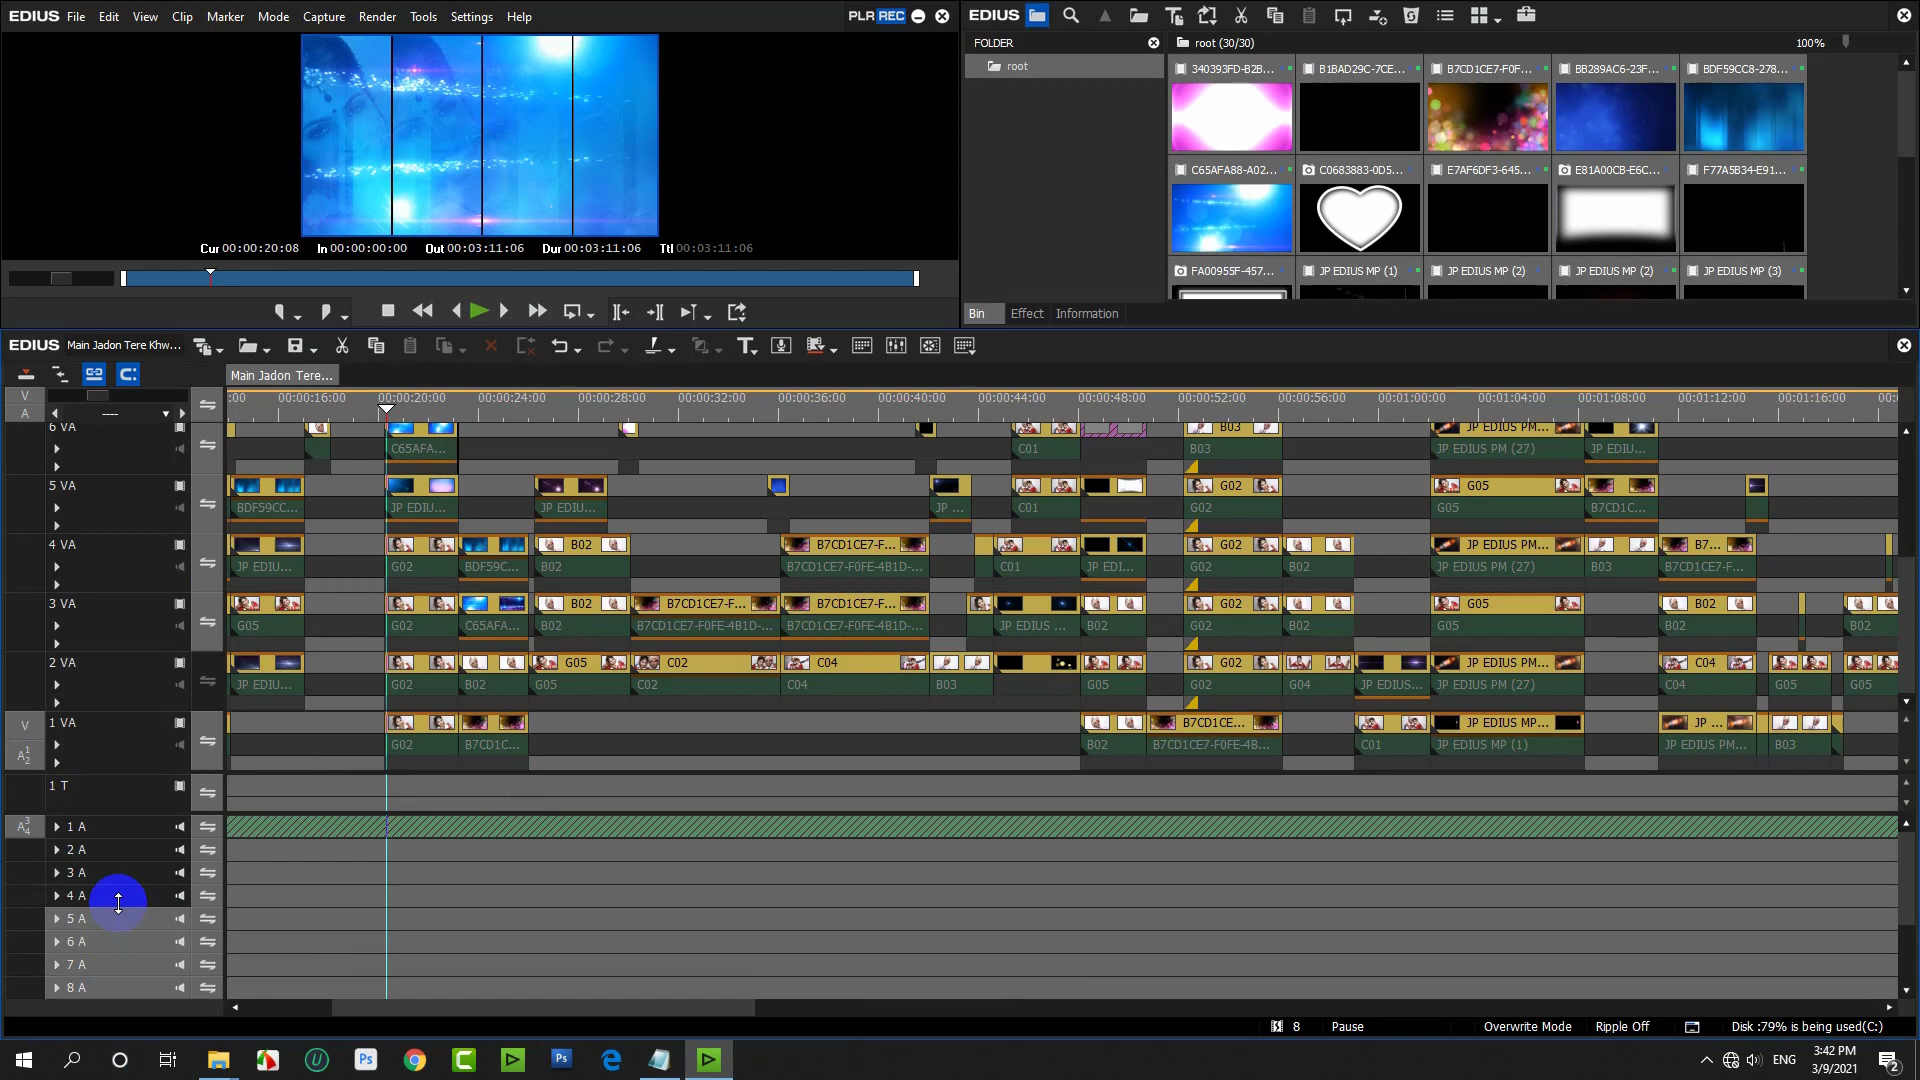 EDIUS File Edit View Clip Marker Mode Capture Render Tools Settings Help PLR REC
EDIUS
FOLDER
root (30/30)
100%
root
340393FD-B2B... B1BAD29C-7CE... B7CD1CE7-F0F... BB289AC6-23F... BDF59CC8-278...
C65AFA88-A02... C0683883-0D5... E7AF6DF3-645... E81A00CB-E6C... F77A5B34-E91...
FA00955F-457... JP EDIUS MP (1) JP EDIUS MP (2) JP EDIUS MP (2) JP EDIUS MP (3)
Cur 00:00:20:08 In 00:00:00:00 Out 00:03:11:06 Dur 00:03:11:06 Ttl 00:03:11:06
Bin Effect Information
EDIUS Main Jadon Tere Khw...
Main Jadon Tere...
V
A ----
:00 00:00:16:00 00:00:20:00 00:00:24:00 00:00:28:00 00:00:32:00 00:00:36:00 00:00:40:00 00:00:44:00 00:00:48:00 00:00:52:00 00:00:56:00 00:01:00:00 00:01:04:00 00:01:08:00 00:01:12:00 00:01:16:00 00:0
6 VA B03 JP EDIUS PM...
C65AFA... C01 B03 JP EDIUS PM (27) JP EDIU...
5 VA G02 G05
BDF59CC... JP EDIU... JP EDIU... JP ... C01 G02 G05 B7CD1C...
4 VA B02 B7CD1CE7-F... G02 JP EDIUS PM... B7...
JP EDIU... G02 BDF59C... B02 B7CD1CE7-F0FE-4B1D-... C01 JP EDI... G02 B02 JP EDIUS PM (27) B03 B7CD1CE7-F...
3 VA B02 B7CD1CE7-F... B7CD1CE7-F... G02 G05 B02
G05 G02 C65AFA... B02 B7CD1CE7-F0FE-4B1D-... B7CD1CE7-F0FE-4B1D-... JP EDIUS ... B02 G02 B02 G05 B02 B02
2 VA G05 C02 C04 G02 JP EDIUS PM... C04
JP EDIU... G02 B02 G05 C02 C04 B03 G05 G02 G04 JP EDIUS... JP EDIUS PM (27) C04 G05 G05
V 1 VA B7CD1CE... JP EDIUS MP... JP ...
A 1 2 G02 B7CD1C... B02 B7CD1CE7-F0FE-4B... C01 JP EDIUS MP (1) JP EDIUS PM... B03
1 T
A 3 4 1 A
2 A
3 A
4 A
5 A
6 A
7 A
8 A
8 Pause Overwrite Mode Ripple Off Disk :79% is being used(C:)
Ps Ps ENG 3:42 PM
3/9/2021 2